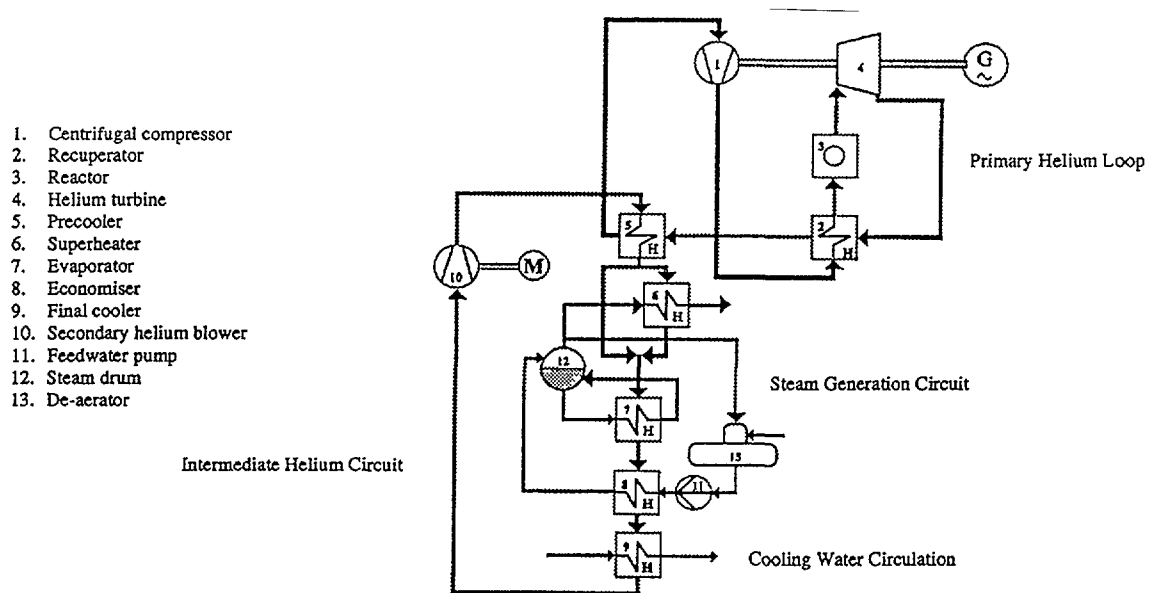 1. Centrifugal compressor
2. Recuperator
3. Reactor
4. Helium turbine
5. Precooler
6. Superheater
7. Evaporator
8. Economiser
9. Final cooler
10. Secondary helium blower
11. Feedwater pump
12. Steam drum
13. De-aerator
1
4
G
~
3
Primary Helium Loop
5
H
2
H
10
M
6
H
12
Steam Generation Circuit
7
H
13
Intermediate Helium Circuit
8
H
11
9
H
Cooling Water Circulation